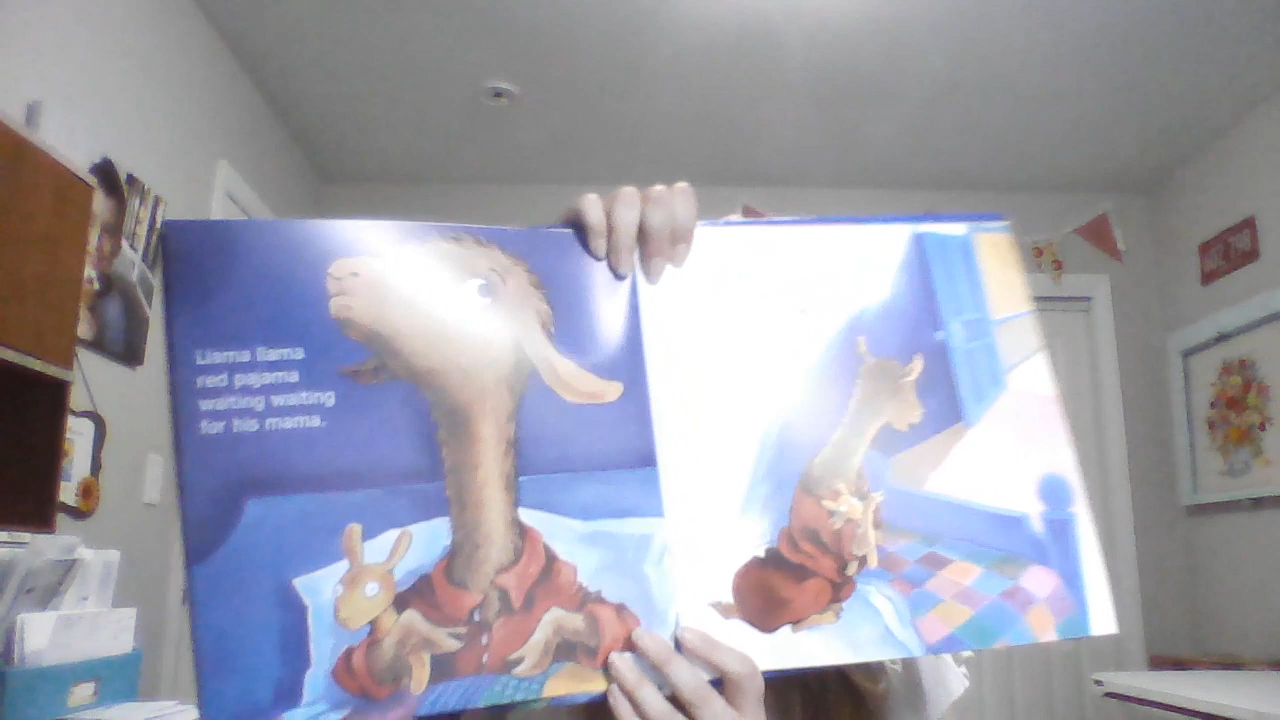 Llama llama
red pajama
waiting waiting
for his mama.